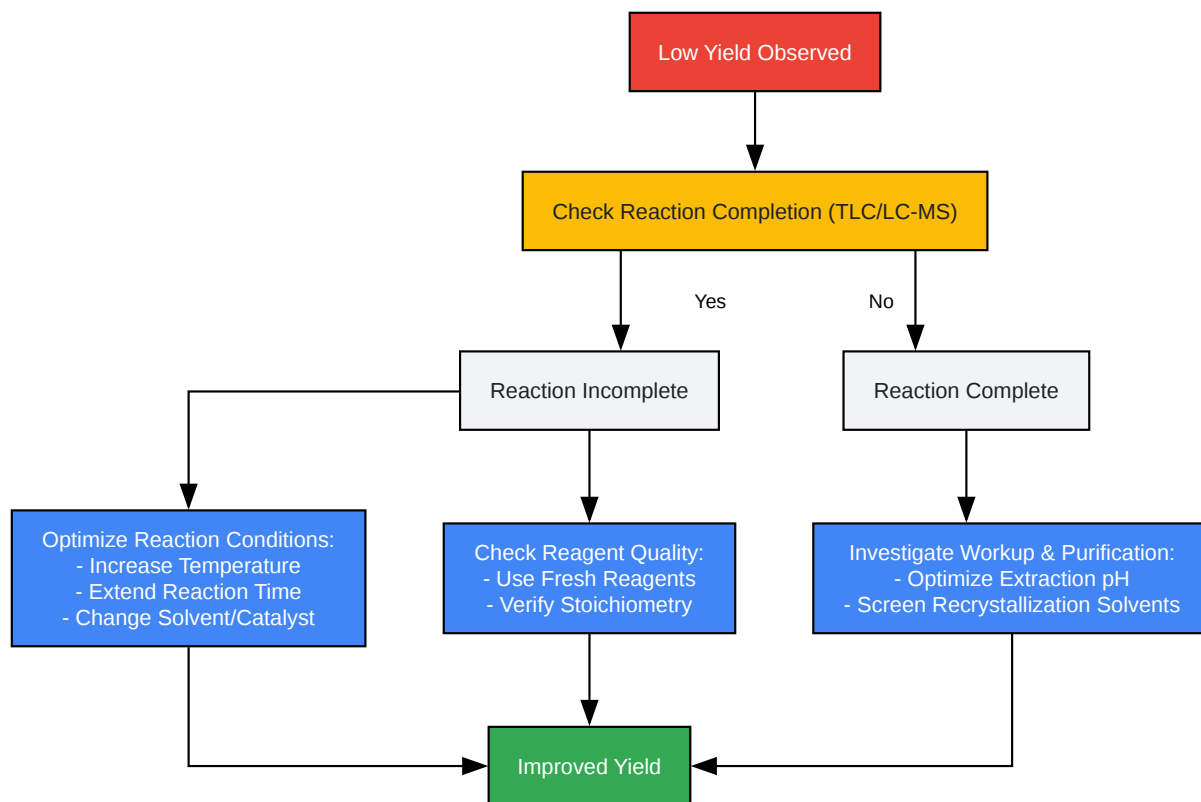 Low Yield Observed
Check Reaction Completion (TLC/LC-MS)
Yes
No
Reaction Incomplete
Reaction Complete
Optimize Reaction Conditions:
- Increase Temperature
- Extend Reaction Time
- Change Solvent/Catalyst
Check Reagent Quality:
- Use Fresh Reagents
- Verify Stoichiometry
Investigate Workup & Purification:
- Optimize Extraction pH
- Screen Recrystallization Solvents
Improved Yield